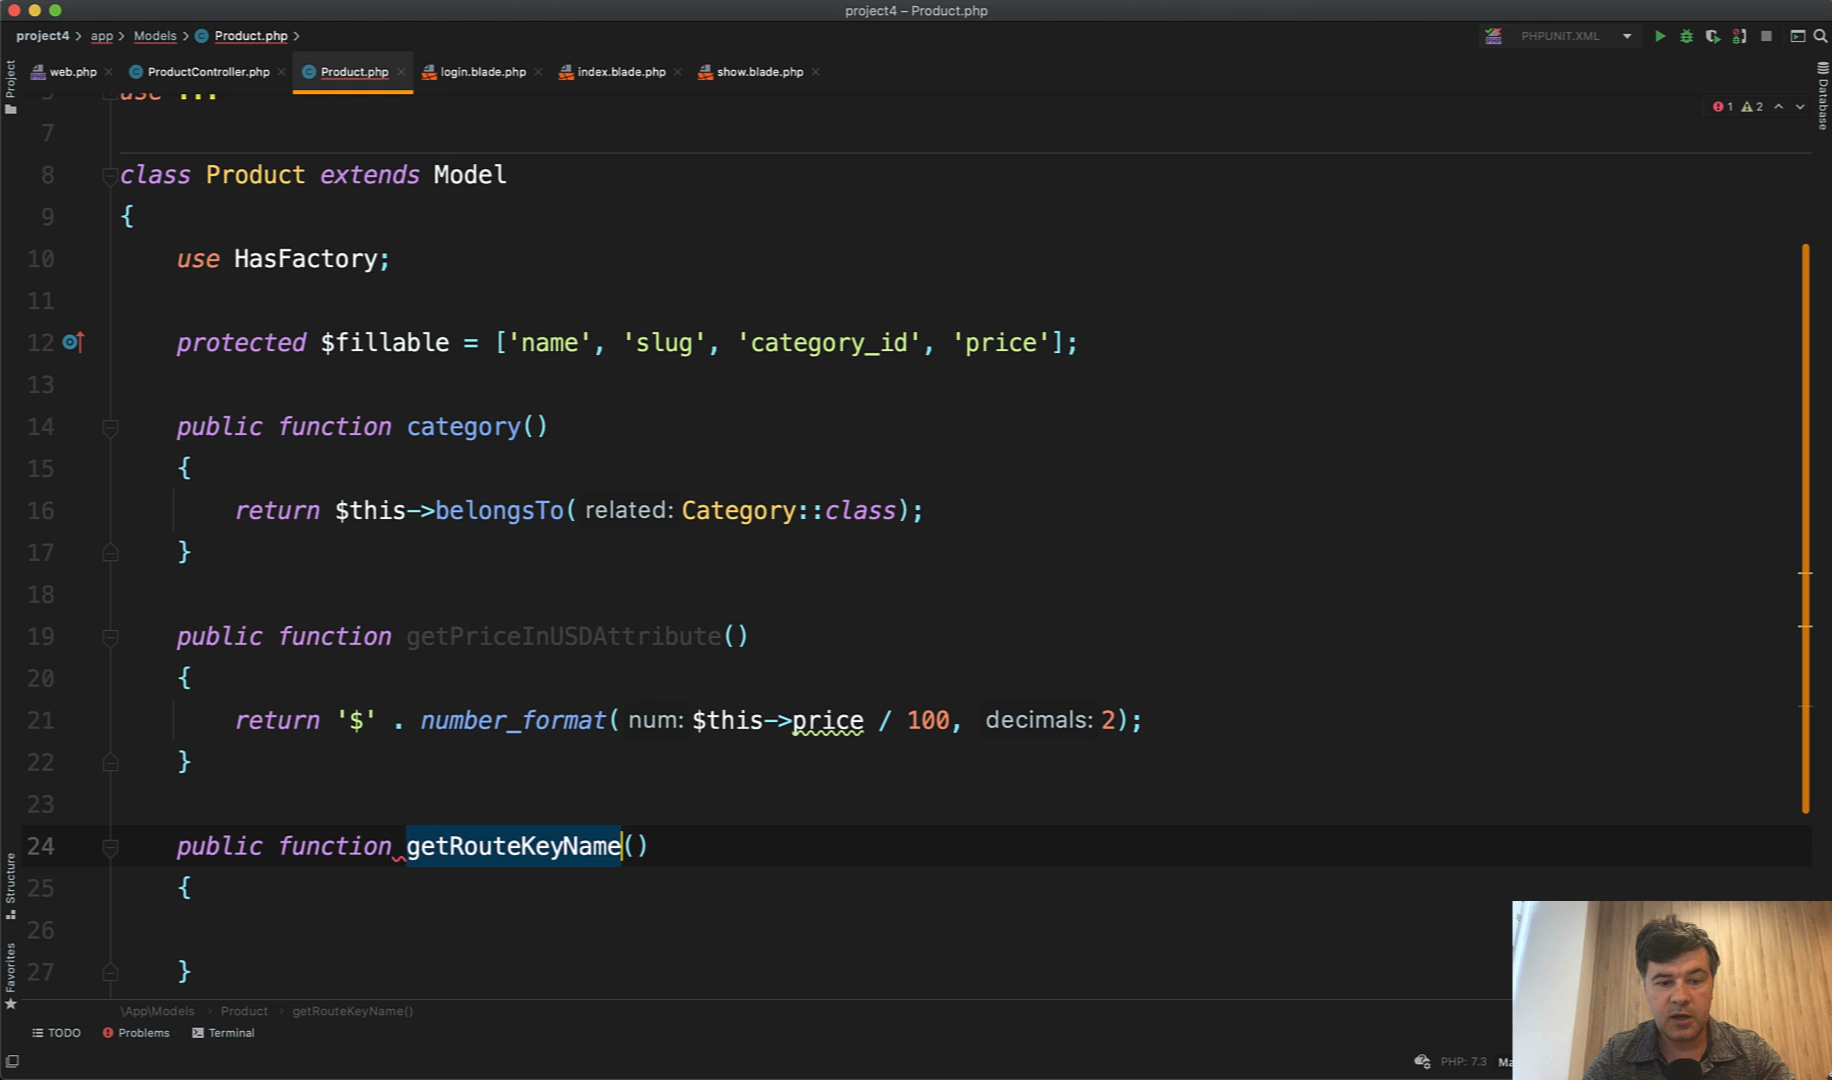 project4 – Product.php
project4 > app > Models > Product.php >
PHPUNIT.XML
web.php
ProductController.php
Product.php
login.blade.php
index.blade.php
show.blade.php
Project
Database
Structure
Favorites
1 2
use ...
7
8 class Product extends Model
9 {
10 use HasFactory;
11
12 protected $fillable = ['name', 'slug', 'category_id', 'price'];
13
14 public function category()
15 {
16 return $this->belongsTo( related: Category::class);
17 }
18
19 public function getPriceInUSDAttribute()
20 {
21 return '$' . number_format( num: $this->price / 100, decimals: 2);
22 }
23
24 public function getRouteKeyName()
25 {
26
27 }
\App\Models > Product > getRouteKeyName()
TODO
Problems
Terminal
PHP: 7.3